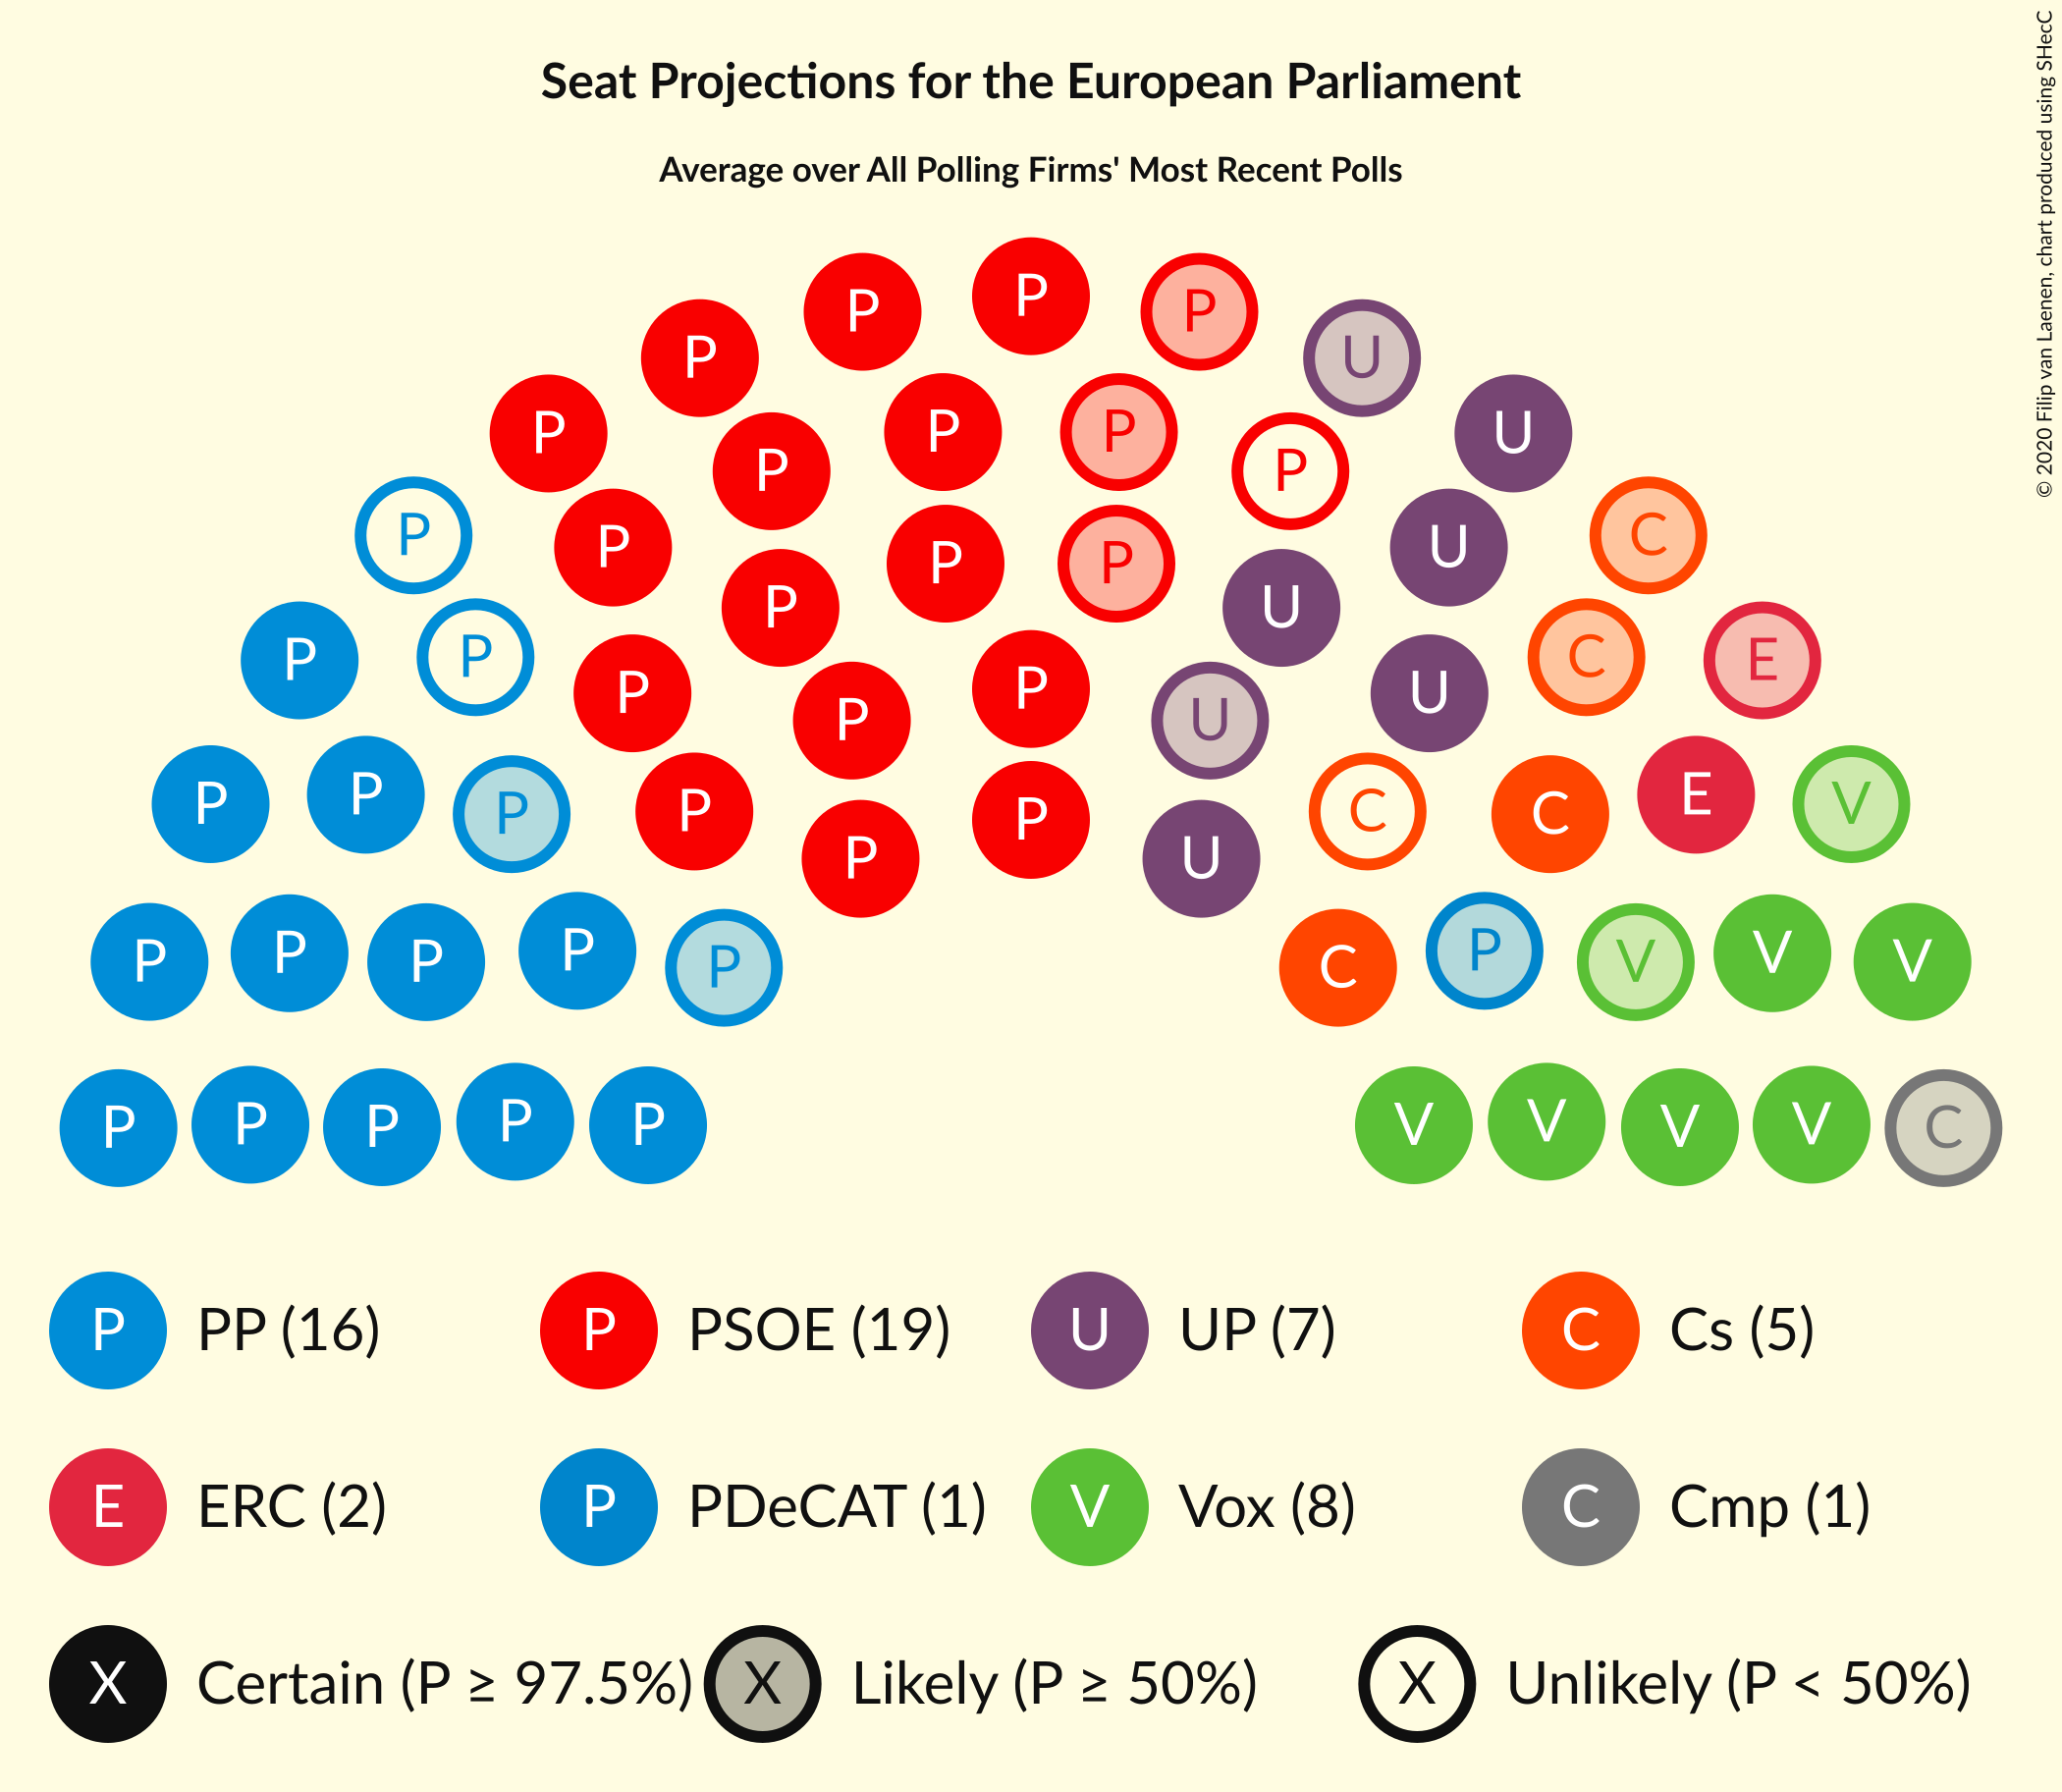 Seat Projections for the European Parliament
Average over All Polling Firms' Most Recent Polls
© 2020 Filip van Laenen, chart produced using SHecC
P
P P P
P U
P U
P P
P P
P C
P U
P P
P U
P C
P P E
P U
P U
P P
P P V
P E
P C
P C
P U
P P P V V V
P P V
P C
P P P P P V V V V C
P PP (16) P PSOE (19) U UP (7) C Cs (5)
E ERC (2) P PDeCAT (1) V Vox (8) C Cmp (1)
X Certain (P ≥ 97.5%) X Likely (P ≥ 50%) X Unlikely (P < 50%)